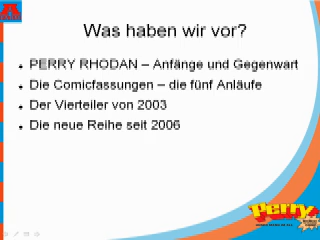 Was haben wir vor?
PERRY RHODAN – Anfänge und Gegenwart
Die Comicfassungen – die fünf Anläufe
Der Vierteiler von 2003
Die neue Reihe seit 2006
Perry